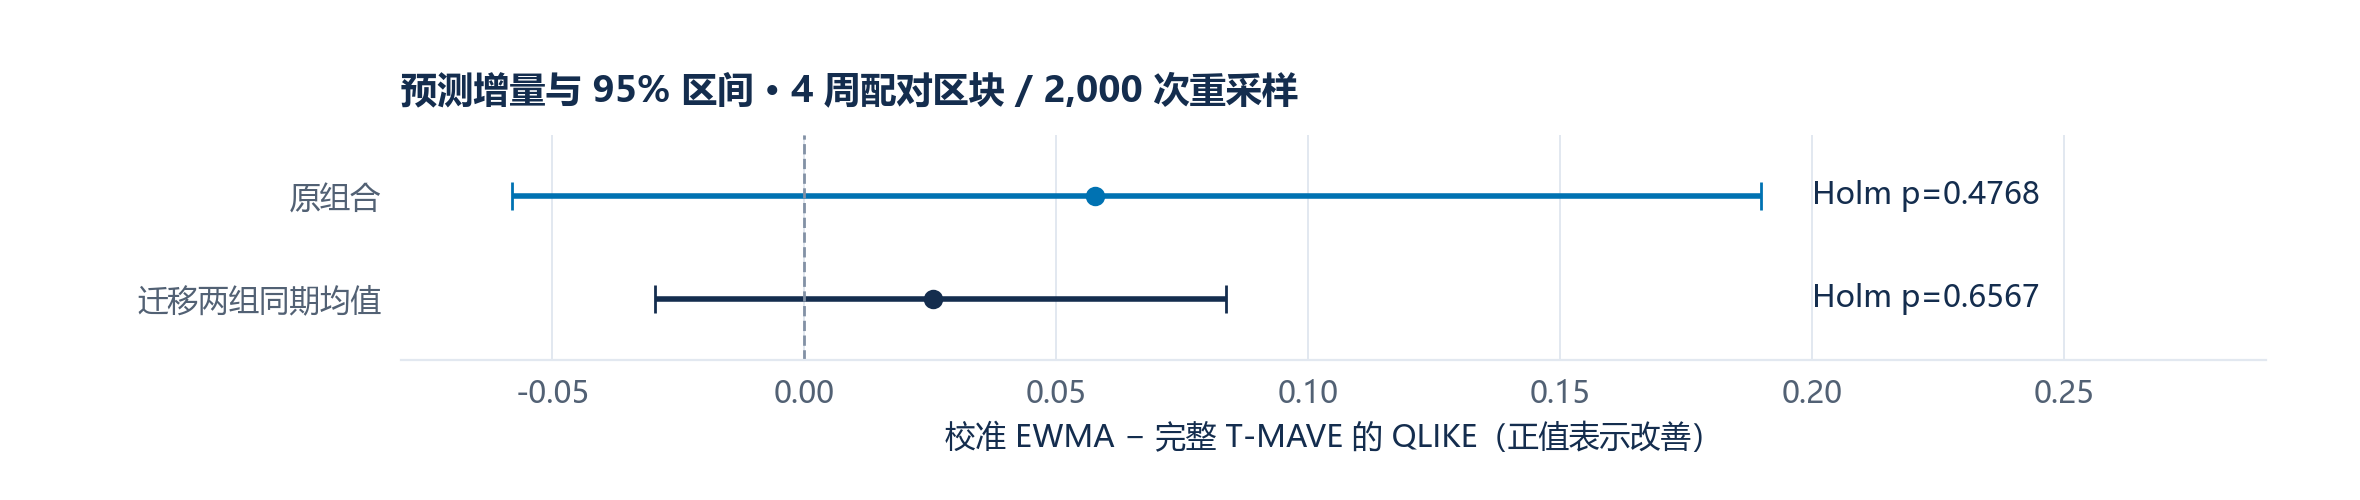 预测增量与 95% 区间 • 4 周配对区块 / 2,000 次重采样
原组合
Holm p=0.4768
迁移两组同期均值
Holm p=0.6567
-0.05 0.00 0.05 0.10 0.15 0.20 0.25
校准 EWMA − 完整 T-MAVE 的 QLIKE（正值表示改善）